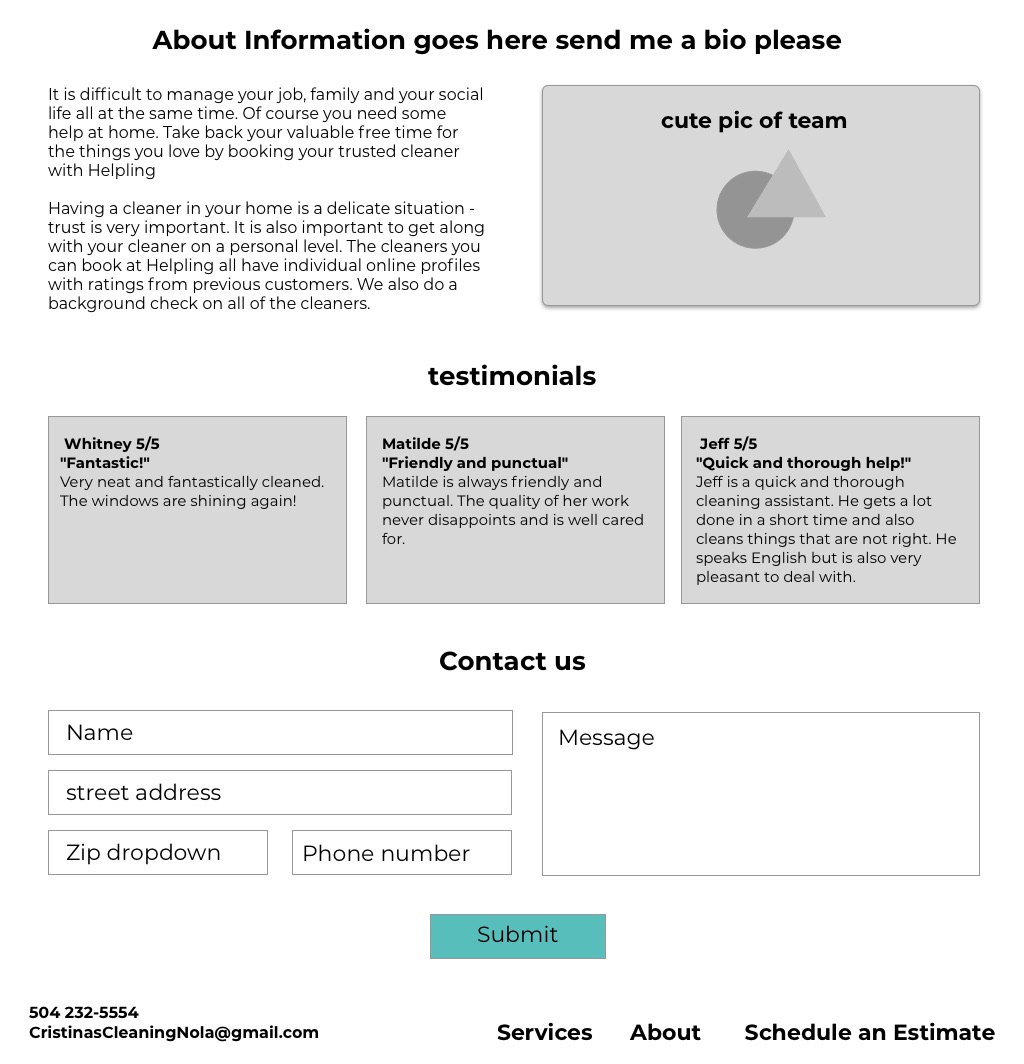 About Information goes here send me a bio please
It is difficult to manage your job, family and your social
life all at the same time. Of course you need some
help at home. Take back your valuable free time for
the things you love by booking your trusted cleaner
with Helpling
Having a cleaner in your home is a delicate situation -
trust is very important. It is also important to get along
with your cleaner on a personal level. The cleaners you
can book at Helpling all have individual online profiles
with ratings from previous customers. We also do a
background check on all of the cleaners.
cute pic of team
testimonials
Whitney 5/5
"Fantastic!"
Very neat and fantastically cleaned.
The windows are shining again!
Matilde 5/5
"Friendly and punctual"
Matilde is always friendly and
punctual. The quality of her work
never disappoints and is well cared
for.
Jeff 5/5
"Quick and thorough help!"
Jeff is a quick and thorough
cleaning assistant. He gets a lot
done in a short time and also
cleans things that are not right. He
speaks English but is also very
pleasant to deal with.
Contact us
Name
street address
Zip dropdown
Phone number
Message
Submit
504 232-5554
CristinasCleaningNola@gmail.com
Services
About
Schedule an Estimate